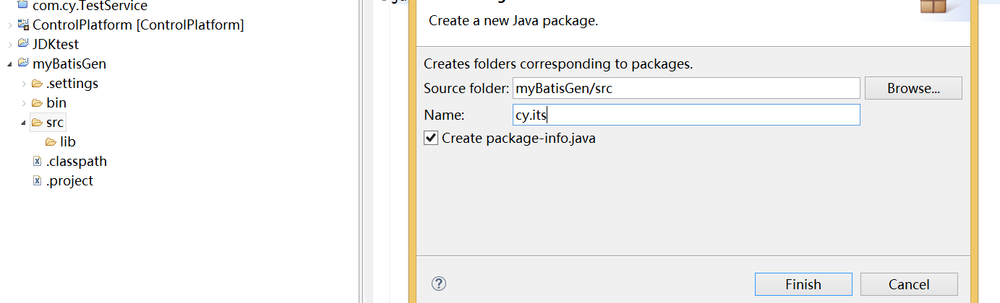 com.cy.TestService
ControlPlatform [ControlPlatform]
JDKtest
myBatisGen
.settings
bin
src
lib
.classpath
.project
Create a new Java package.
Creates folders corresponding to packages.
Source folder: myBatisGen/src Browse...
Name: cy.its
Create package-info.java
Finish Cancel